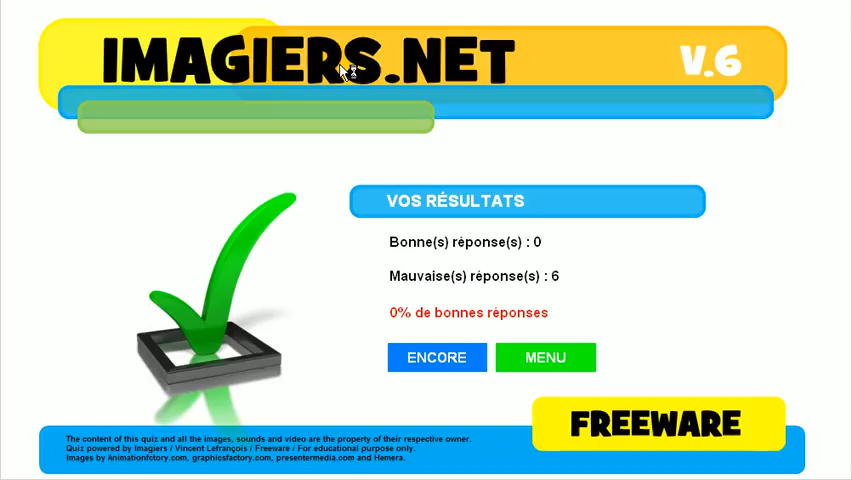 IMAGIERS.NET
V.6
VOS RÉSULTATS
Bonne(s) réponse(s) : 0
Mauvaise(s) réponse(s) : 6
0% de bonnes réponses
ENCORE
MENU
FREEWARE
The content of this quiz and all the images, sounds and video are the property of their respective owner.
Quiz powered by Imagiers / Vincent Lefrançois / Freeware / For educational purpose only.
Images by Animationfctory.com, graphicsfactory.com, presentermedia.com and Hemera.